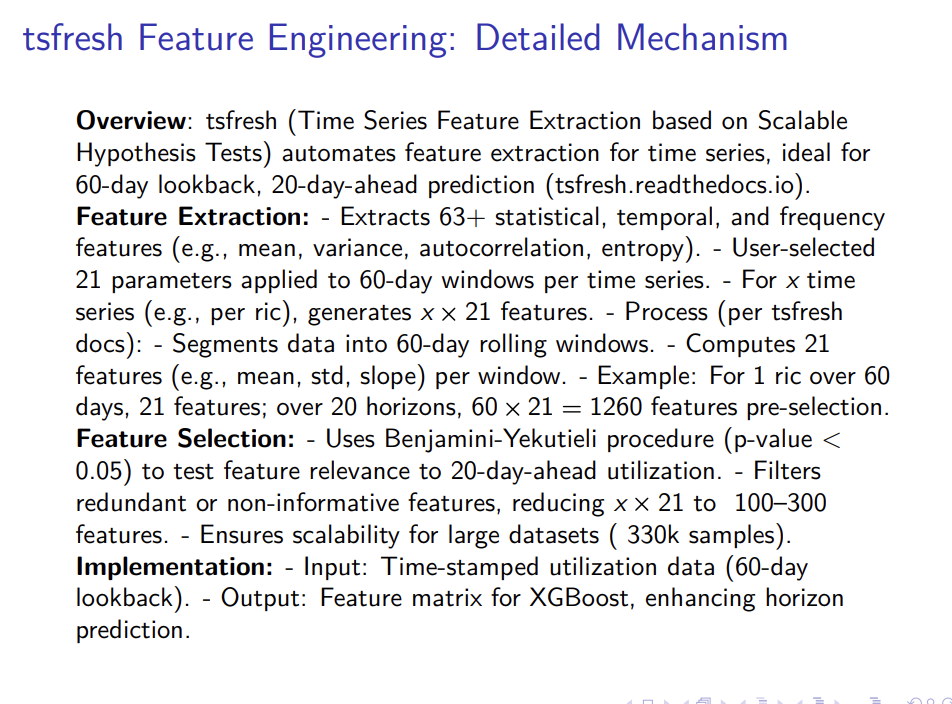 tsfresh Feature Engineering: Detailed Mechanism
Overview: tsfresh (Time Series Feature Extraction based on Scalable
Hypothesis Tests) automates feature extraction for time series, ideal for
60-day lookback, 20-day-ahead prediction (tsfresh.readthedocs.io).
Feature Extraction: - Extracts 63+ statistical, temporal, and frequency
features (e.g., mean, variance, autocorrelation, entropy). - User-selected
21 parameters applied to 60-day windows per time series. - For x time
series (e.g., per ric), generates x × 21 features. - Process (per tsfresh
docs): - Segments data into 60-day rolling windows. - Computes 21
features (e.g., mean, std, slope) per window. - Example: For 1 ric over 60
days, 21 features; over 20 horizons, 60 × 21 = 1260 features pre-selection.
Feature Selection: - Uses Benjamini-Yekutieli procedure (p-value <
0.05) to test feature relevance to 20-day-ahead utilization. - Filters
redundant or non-informative features, reducing x × 21 to 100–300
features. - Ensures scalability for large datasets ( 330k samples).
Implementation: - Input: Time-stamped utilization data (60-day
lookback). - Output: Feature matrix for XGBoost, enhancing horizon
prediction.